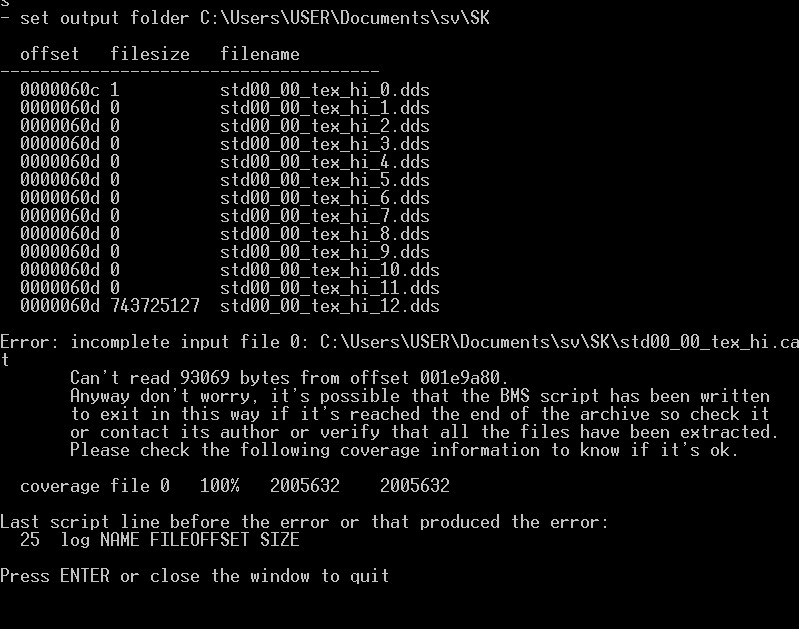 s
- set output folder C:\Users\USER\Documents\sv\SK
offset filesize filename
--------------------------------------
0000060c 1 std00_00_tex_hi_0.dds
0000060d 0 std00_00_tex_hi_1.dds
0000060d 0 std00_00_tex_hi_2.dds
0000060d 0 std00_00_tex_hi_3.dds
0000060d 0 std00_00_tex_hi_4.dds
0000060d 0 std00_00_tex_hi_5.dds
0000060d 0 std00_00_tex_hi_6.dds
0000060d 0 std00_00_tex_hi_7.dds
0000060d 0 std00_00_tex_hi_8.dds
0000060d 0 std00_00_tex_hi_9.dds
0000060d 0 std00_00_tex_hi_10.dds
0000060d 0 std00_00_tex_hi_11.dds
0000060d 743725127 std00_00_tex_hi_12.dds
Error: incomplete input file 0: C:\Users\USER\Documents\sv\SK\std00_00_tex_hi.ca
t
Can't read 93069 bytes from offset 001e9a80.
Anyway don't worry, it's possible that the BMS script has been written
to exit in this way if it's reached the end of the archive so check it
or contact its author or verify that all the files have been extracted.
Please check the following coverage information to know if it's ok.
coverage file 0 100% 2005632 2005632
Last script line before the error or that produced the error:
25 log NAME FILEOFFSET SIZE
Press ENTER or close the window to quit